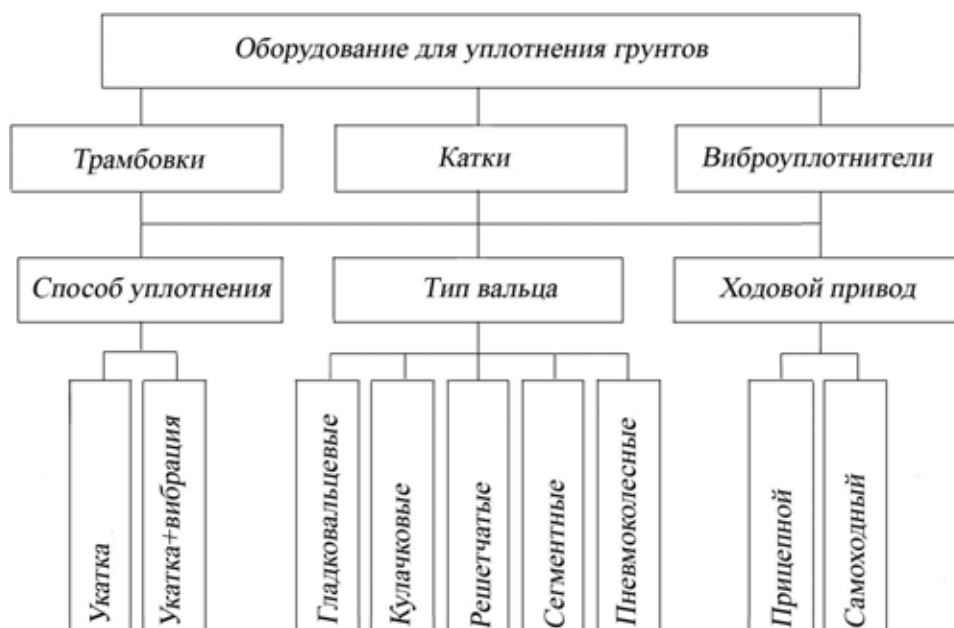 Оборудование для уплотнения грунтов
Трамбовки
Катки
Виброуплотнители
Способ уплотнения
Тип вальца
Ходовой привод
Укатка
Укатка+вибрация
Гладковальцевые
Кулачковые
Решетчатые
Сегментные
Пневмоколесные
Прицепной
Самоходный